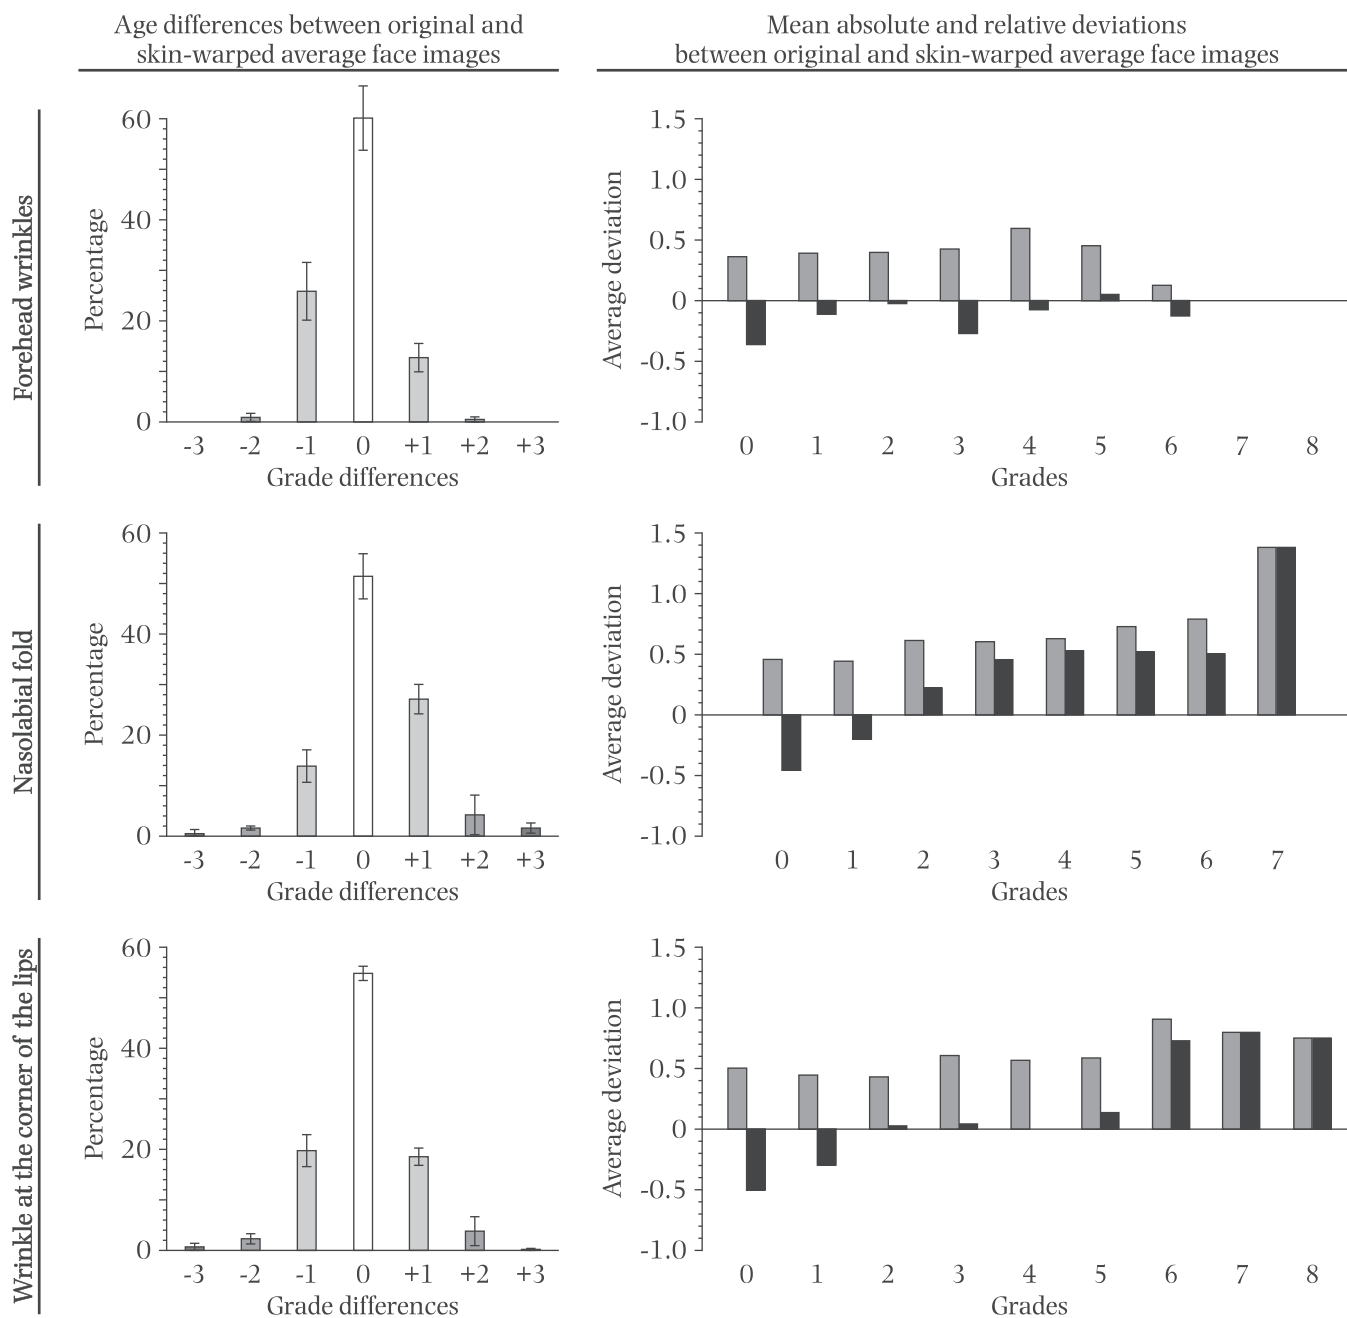 Age differences between original and
skin-warped average face images
Mean absolute and relative deviations
between original and skin-warped average face images
Forehead wrinkles
Percentage
60
40
20
0
-3 -2 -1 0 +1 +2 +3
Grade differences
Average deviation
1.5
1.0
0.5
0
-0.5
-1.0
0 1 2 3 4 5 6 7 8
Grades
Nasolabial fold
Percentage
60
40
20
0
-3 -2 -1 0 +1 +2 +3
Grade differences
Average deviation
1.5
1.0
0.5
0
-0.5
-1.0
0 1 2 3 4 5 6 7
Grades
Wrinkle at the corner of the lips
Percentage
60
40
20
0
-3 -2 -1 0 +1 +2 +3
Grade differences
Average deviation
1.5
1.0
0.5
0
-0.5
-1.0
0 1 2 3 4 5 6 7 8
Grades